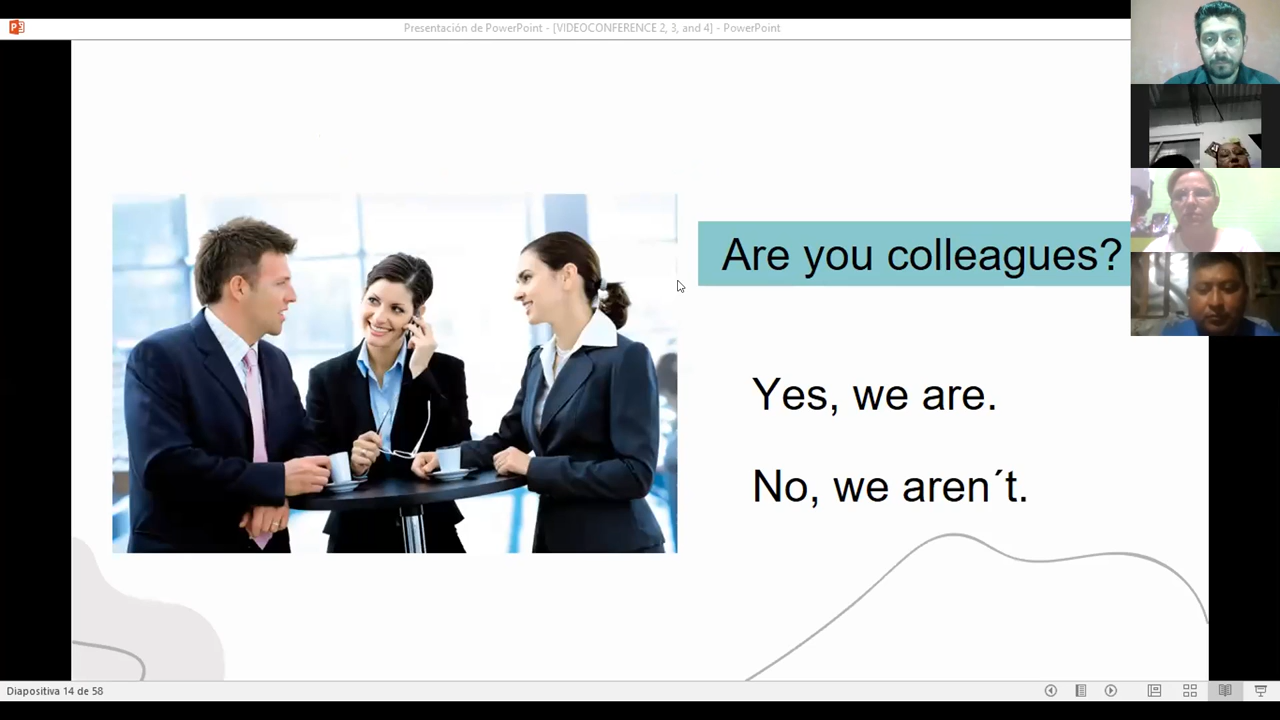 Presentación de PowerPoint - [VIDEOCONFERENCE 2, 3, and 4] - PowerPoint
Are you colleagues?
Yes, we are.
No, we aren´t.
Diapositiva 14 de 58